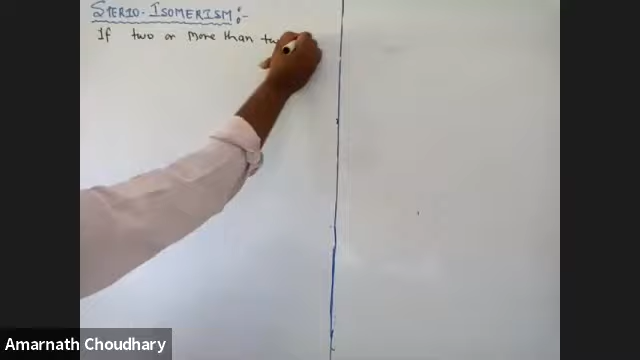 STERIO-ISOMERISM:-
If two or more than
Amarnath Choudhary